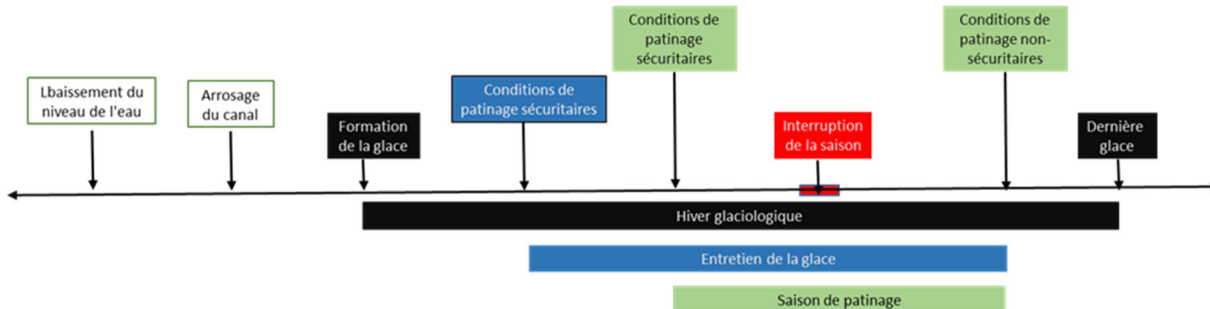 Lbaissement du
niveau de l'eau
Arrosage
du canal
Formation
de la glace
Conditions de
patinage sécuritaires
Conditions de
patinage
sécuritaires
Interruption
de la saison
Conditions de
patinage non-
sécuritaires
Dernière
glace
Hiver glaciologique
Entretien de la glace
Saison de patinage